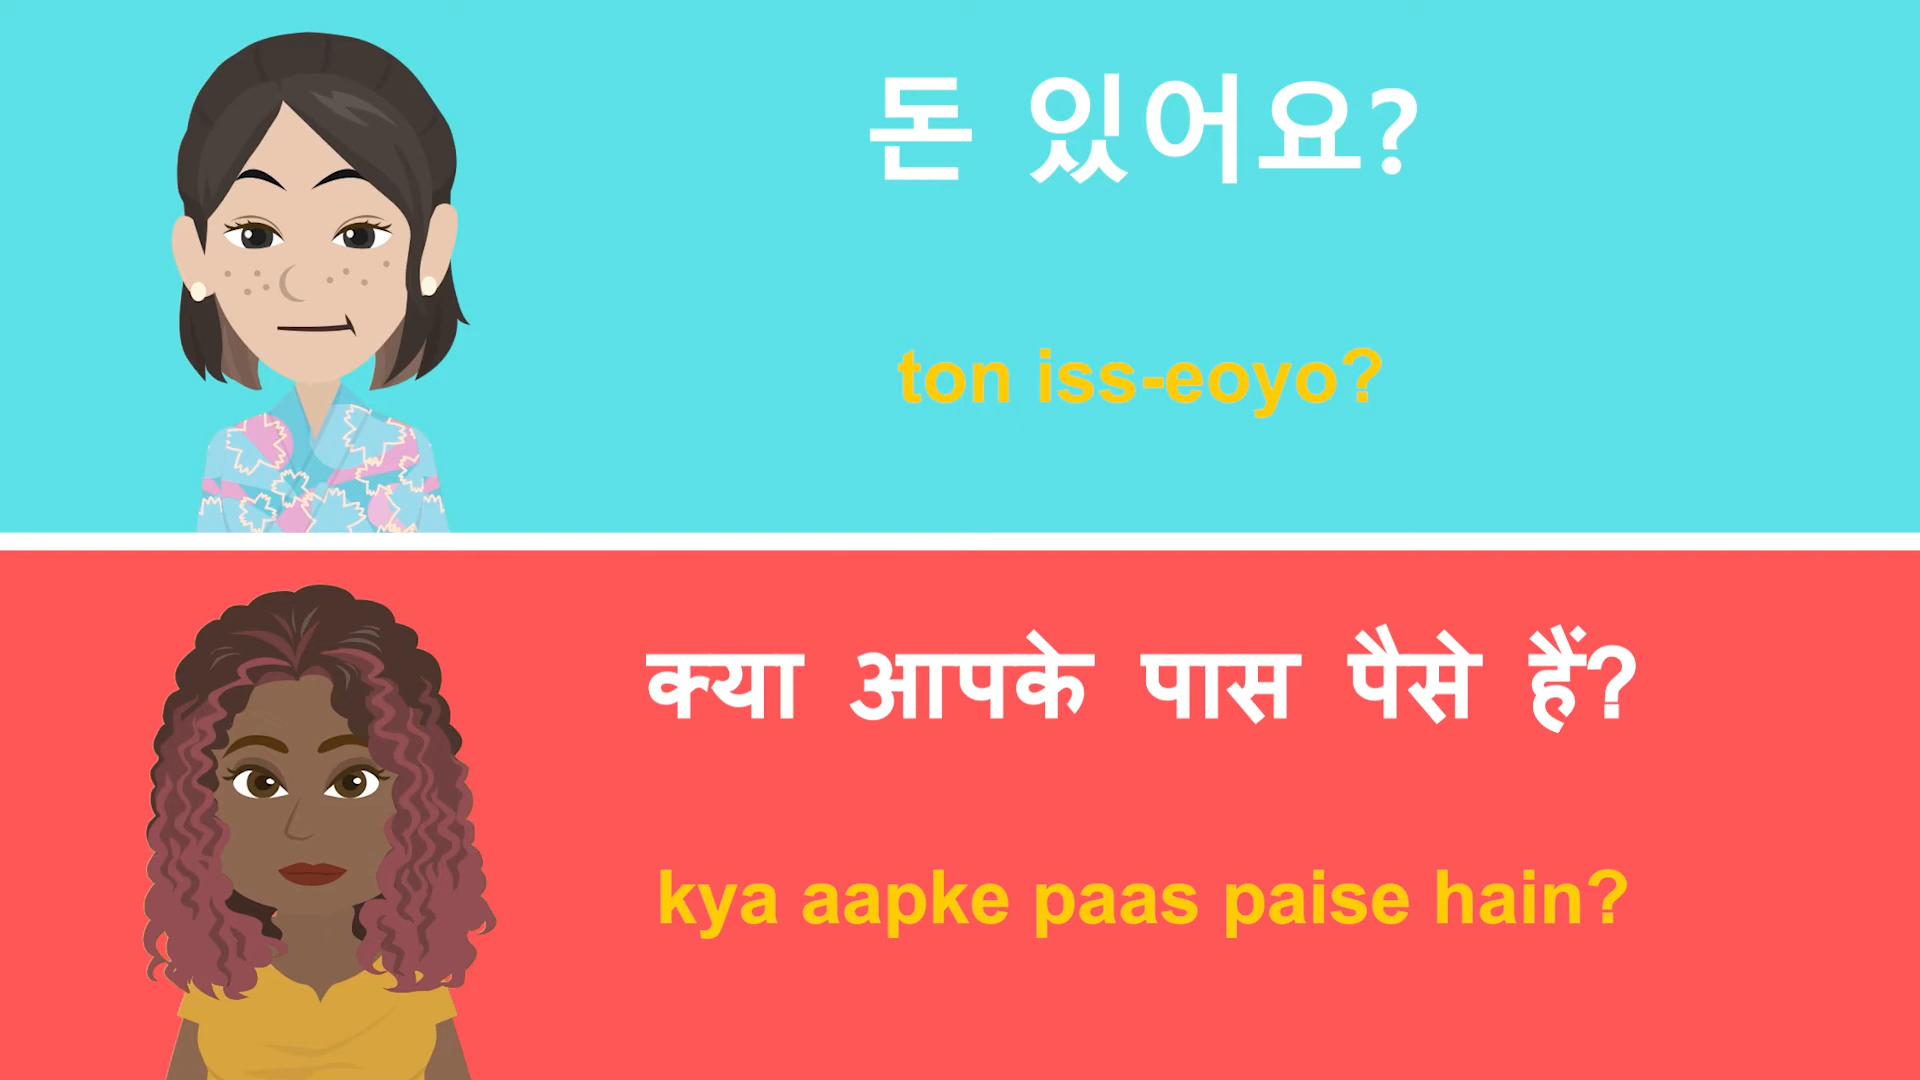 돈 있어요?
ton iss-eoyo?
क्या आपके पास पैसे हैं?
kya aapke paas paise hain?